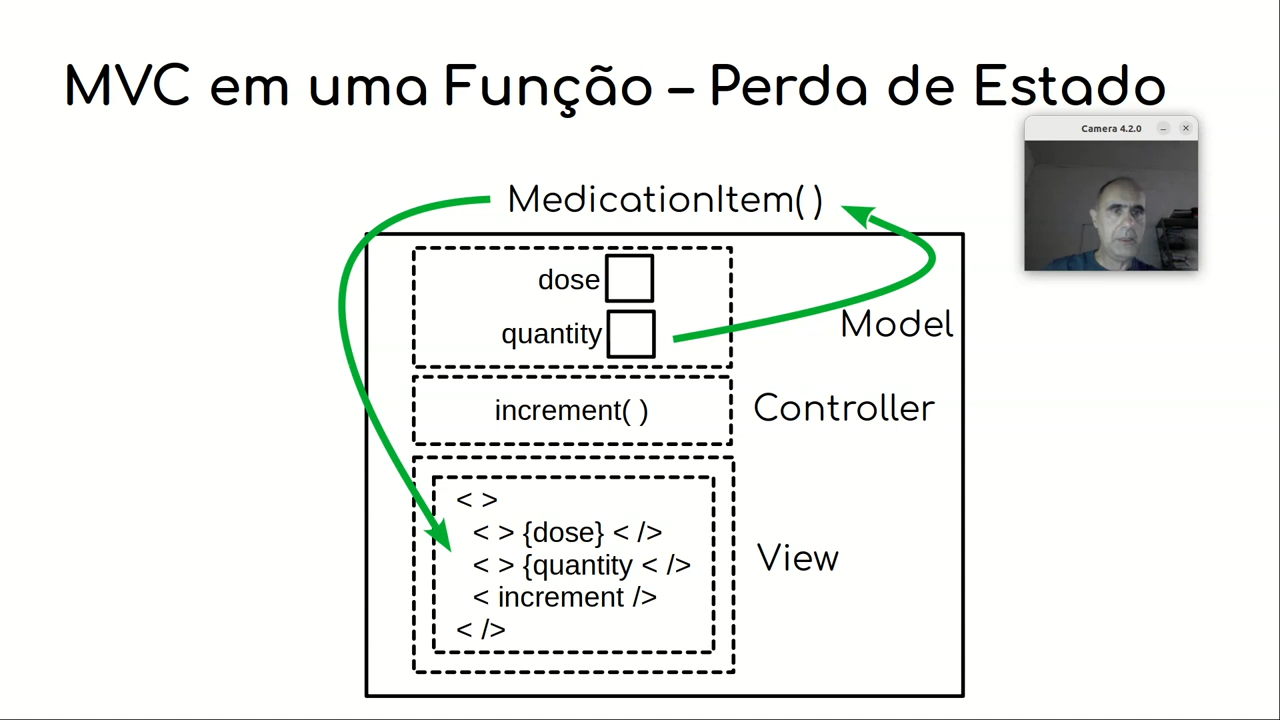 MVC em uma Função – Perda de Estado
Camera 4.2.0
MedicationItem( )
dose
quantity
Model
increment( )
Controller
< >
< > {dose} < />
< > {quantity < />
< increment />
< />
View